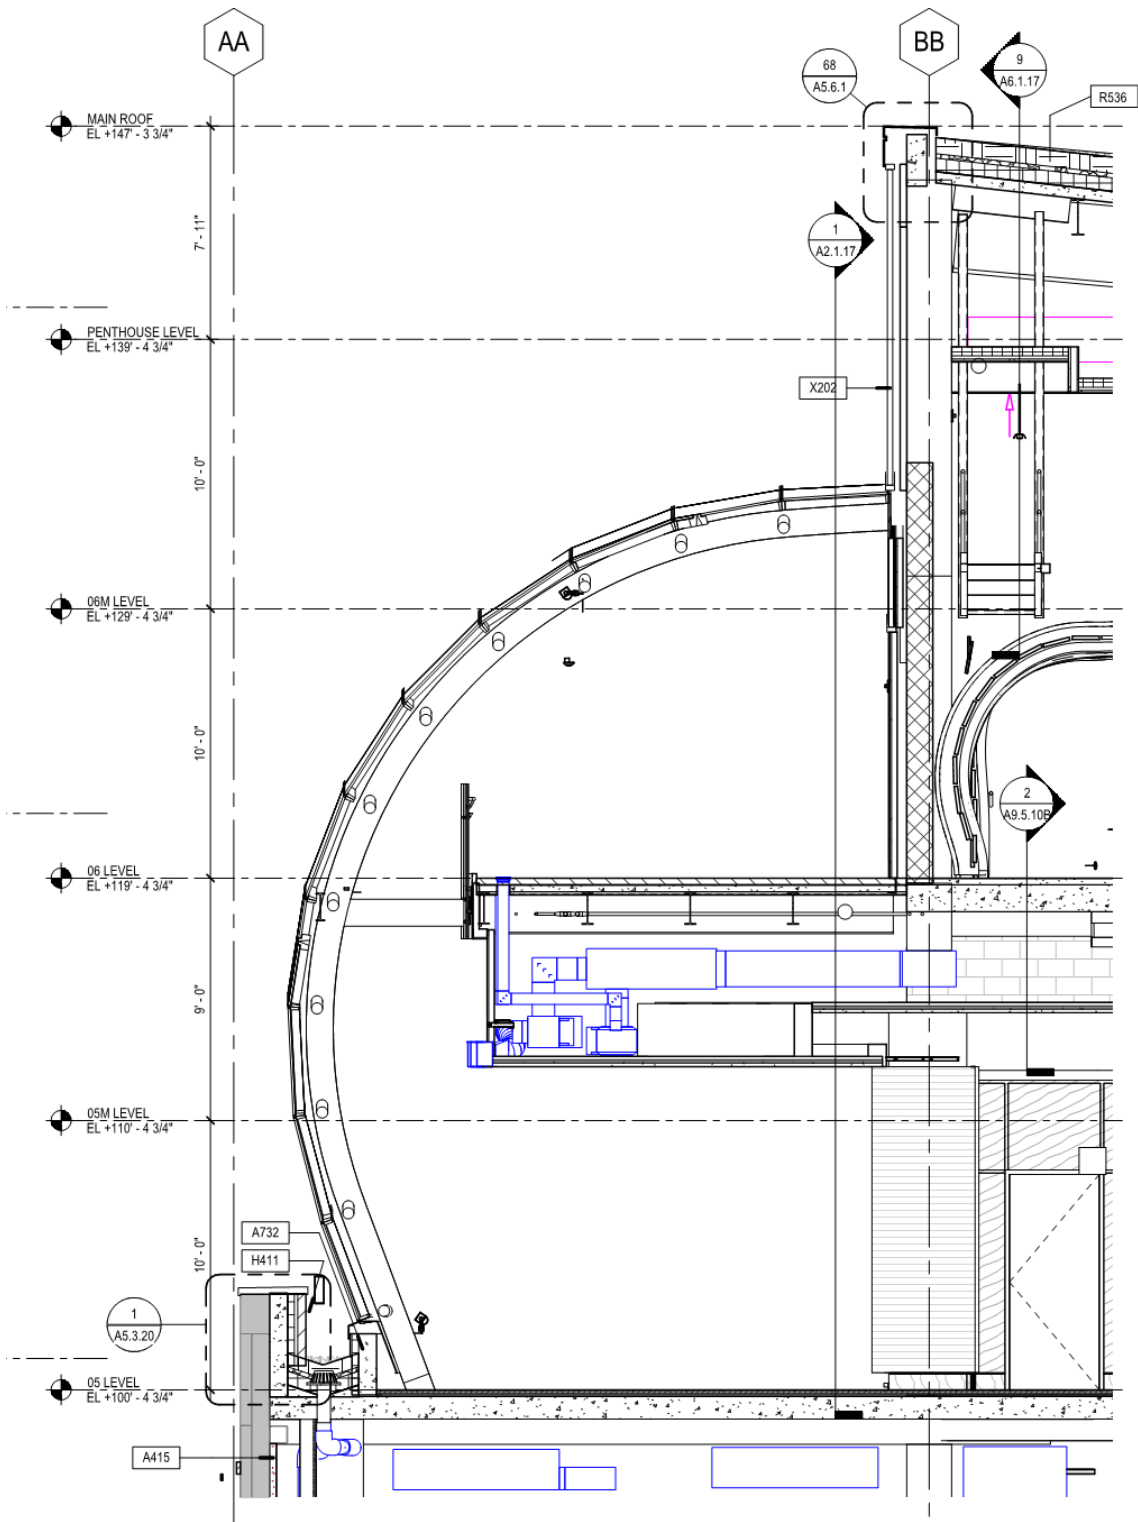 AA
BB
68
A5.6.1
9
A6.1.17
R536
MAIN ROOF
EL +147' - 3 3/4"
7' - 11"
1
A2.1.17
PENTHOUSE LEVEL
EL +139' - 4 3/4"
X202
10' - 0"
06M LEVEL
EL +129' - 4 3/4"
10' - 0"
2
A9.5.10B
06 LEVEL
EL +119' - 4 3/4"
9' - 0"
05M LEVEL
EL +110' - 4 3/4"
A732
H411
10' - 0"
1
A5.3.20
05 LEVEL
EL +100' - 4 3/4"
A415